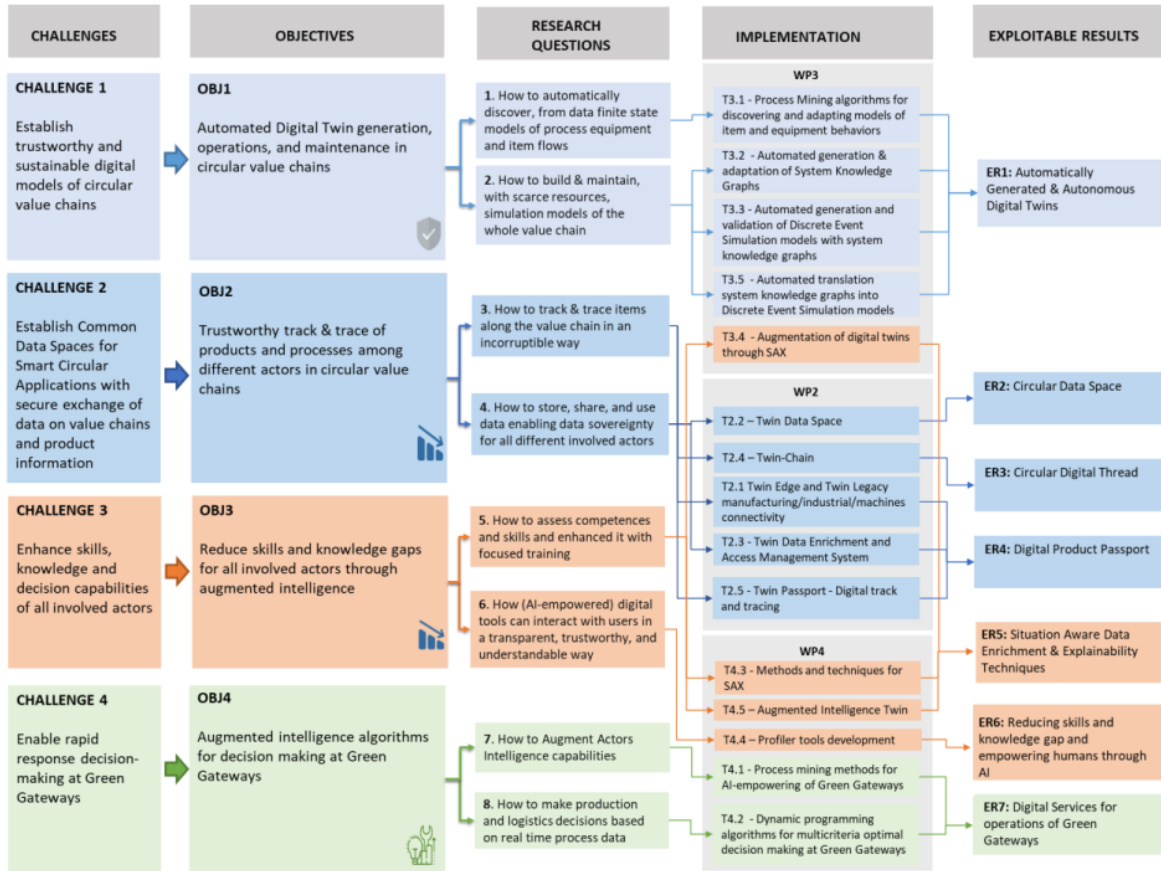 CHALLENGES
OBJECTIVES
RESEARCH
QUESTIONS
IMPLEMENTATION
EXPLOITABLE RESULTS
CHALLENGE 1
Establish
trustworthy and
sustainable digital
models of circular
value chains
OBJ1
Automated Digital Twin generation,
operations, and maintenance in
circular value chains
1. How to automatically
discover, from data finite state
models of process equipment
and item flows
2. How to build & maintain,
with scarce resources,
simulation models of the
whole value chain
WP3
T3.1 - Process Mining algorithms for
discovering and adapting models of
item and equipment behaviors
T3.2 - Automated generation &
adaptation of System Knowledge
Graphs
T3.3 - Automated generation and
validation of Discrete Event
Simulation models with system
knowledge graphs
T3.5 - Automated translation
system knowledge graphs into
Discrete Event Simulation models
T3.4 - Augmentation of digital twins
through SAX
ER1: Automatically
Generated & Autonomous
Digital Twins
CHALLENGE 2
Establish Common
Data Spaces for
Smart Circular
Applications with
secure exchange of
data on value chains
and product
information
OBJ2
Trustworthy track & trace of
products and processes among
different actors in circular value
chains
3. How to track & trace items
along the value chain in an
incorruptible way
4. How to store, share, and use
data enabling data sovereignty
for all different involved actors
WP2
T2.2 – Twin Data Space
T2.4 – Twin-Chain
T2.1 Twin Edge and Twin Legacy
manufacturing/industrial/machines
connectivity
T2.3 - Twin Data Enrichment and
Access Management System
T2.5 - Twin Passport - Digital track
and tracing
ER2: Circular Data Space
ER3: Circular Digital Thread
ER4: Digital Product Passport
CHALLENGE 3
Enhance skills,
knowledge and
decision capabilities
of all involved actors
OBJ3
Reduce skills and knowledge gaps
for all involved actors through
augmented intelligence
5. How to assess competences
and skills and enhanced it with
focused training
6. How (AI-empowered) digital
tools can interact with users in
a transparent, trustworthy, and
understandable way
WP4
T4.3 - Methods and techniques for
SAX
T4.5 – Augmented Intelligence Twin
T4.4 – Profiler tools development
ER5: Situation Aware Data
Enrichment & Explainability
Techniques
ER6: Reducing skills and
knowledge gap and
empowering humans through
AI
CHALLENGE 4
Enable rapid
response decision-
making at Green
Gateways
OBJ4
Augmented intelligence algorithms
for decision making at Green
Gateways
7. How to Augment Actors
Intelligence capabilities
8. How to make production
and logistics decisions based
on real time process data
T4.1 - Process mining methods for
AI-empowering of Green Gateways
T4.2 - Dynamic programming
algorithms for multicriteria optimal
decision making at Green Gateways
ER7: Digital Services for
operations of Green
Gateways